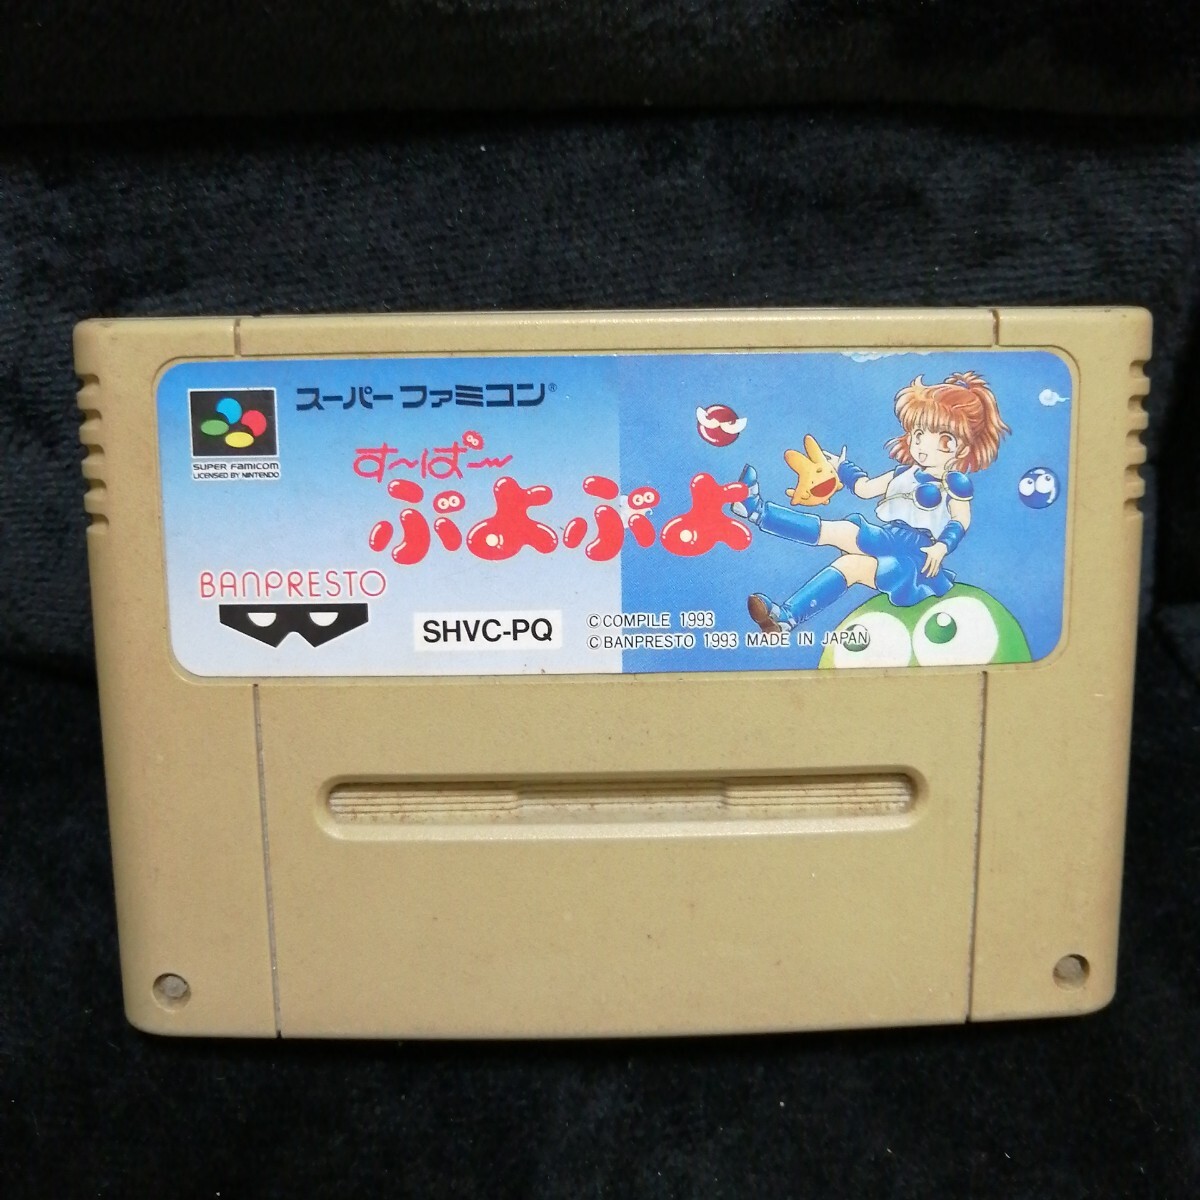 スーパーファミコン®
SUPER FAMICOM
LICENSED BY NINTENDO
す〜ぱ〜
ぷよぷよ
BANPRESTO
SHVC-PQ
©COMPILE 1993
©BANPRESTO 1993 MADE IN JAPAN